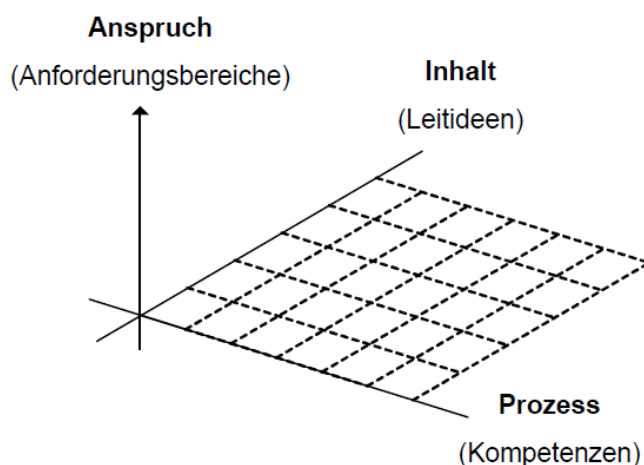 Anspruch
(Anforderungsbereiche)
Inhalt
(Leitideen)
Prozess
(Kompetenzen)